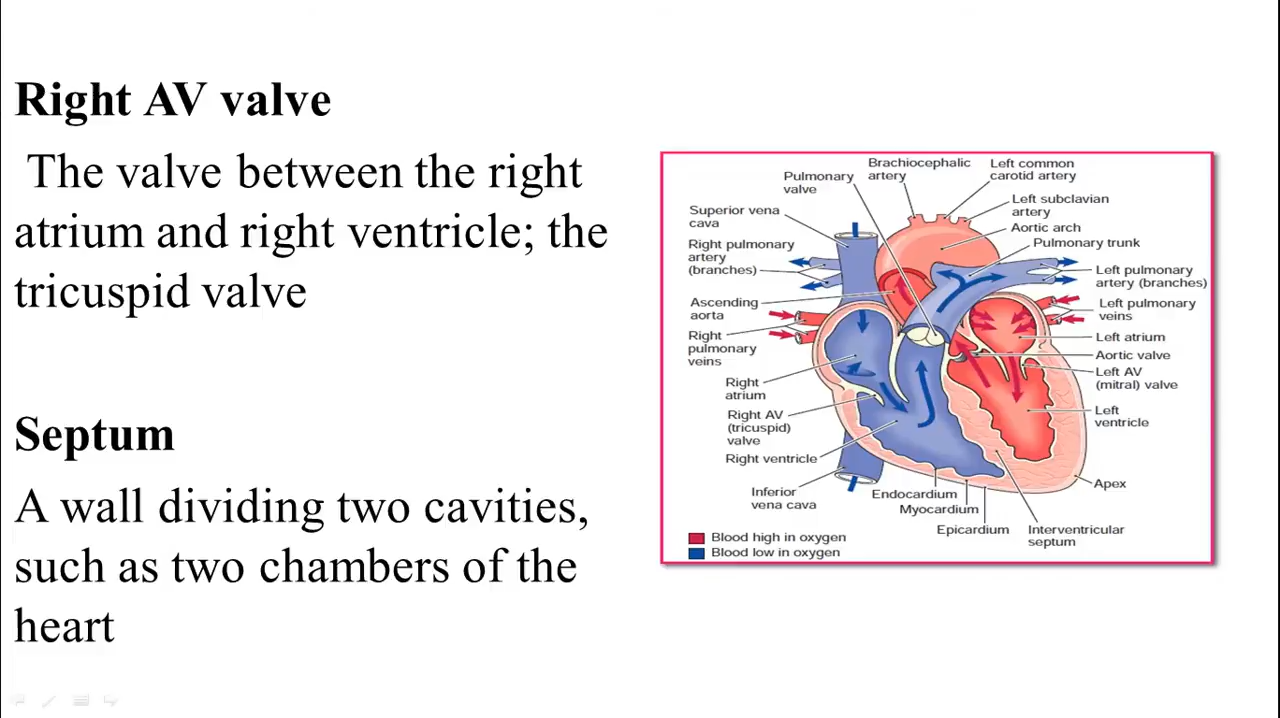 Right AV valve
The valve between the right
atrium and right ventricle; the
tricuspid valve
Septum
A wall dividing two cavities,
such as two chambers of the
heart
Brachiocephalic
artery
Left common
carotid artery
Pulmonary
valve
Left subclavian
artery
Superior vena
cava
Aortic arch
Pulmonary trunk
Right pulmonary
artery
(branches)
Left pulmonary
artery (branches)
Ascending
aorta
Left pulmonary
veins
Right
pulmonary
veins
Left atrium
Aortic valve
Left AV
(mitral) valve
Right
atrium
Left
ventricle
Right AV
(tricuspid)
valve
Right ventricle
Apex
Inferior
vena cava
Endocardium
Myocardium
Epicardium
Interventricular
septum
Blood high in oxygen
Blood low in oxygen